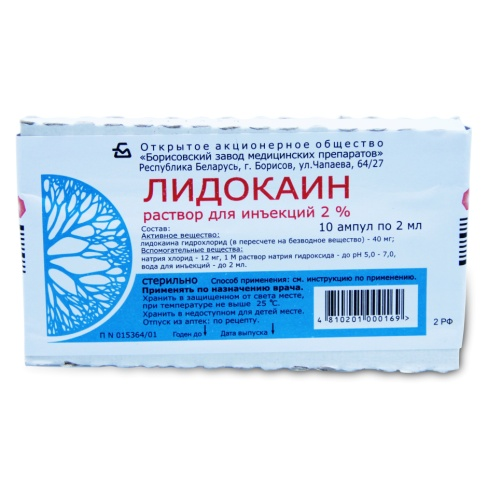 Открытое акционерное общество
«Борисовский завод медицинских препаратов»
Республика Беларусь, г. Борисов, ул.Чапаева, 64/27
ЛИДОКАИН
раствор для инъекций 2 %
10 ампул по 2 мл
Состав:
Активное вещество:
лидокаина гидрохлорид (в пересчете на безводное вещество) - 40 мг;
Вспомогательные вещества:
натрия хлорид - 12 мг, 1 М раствор натрия гидроксида - до pH 5,0 - 7,0,
вода для инъекций - до 2 мл.
СТЕРИЛЬНО Способ применения: см. инструкцию по применению.
Применять по назначению врача.
Хранить в защищенном от света месте,
при температуре не выше 25 °С.
Хранить в недоступном для детей месте.
Отпуск из аптек: по рецепту.
П N 015364/01 Годен до Дата выпуска
4 810201 000169 >
2 РФ